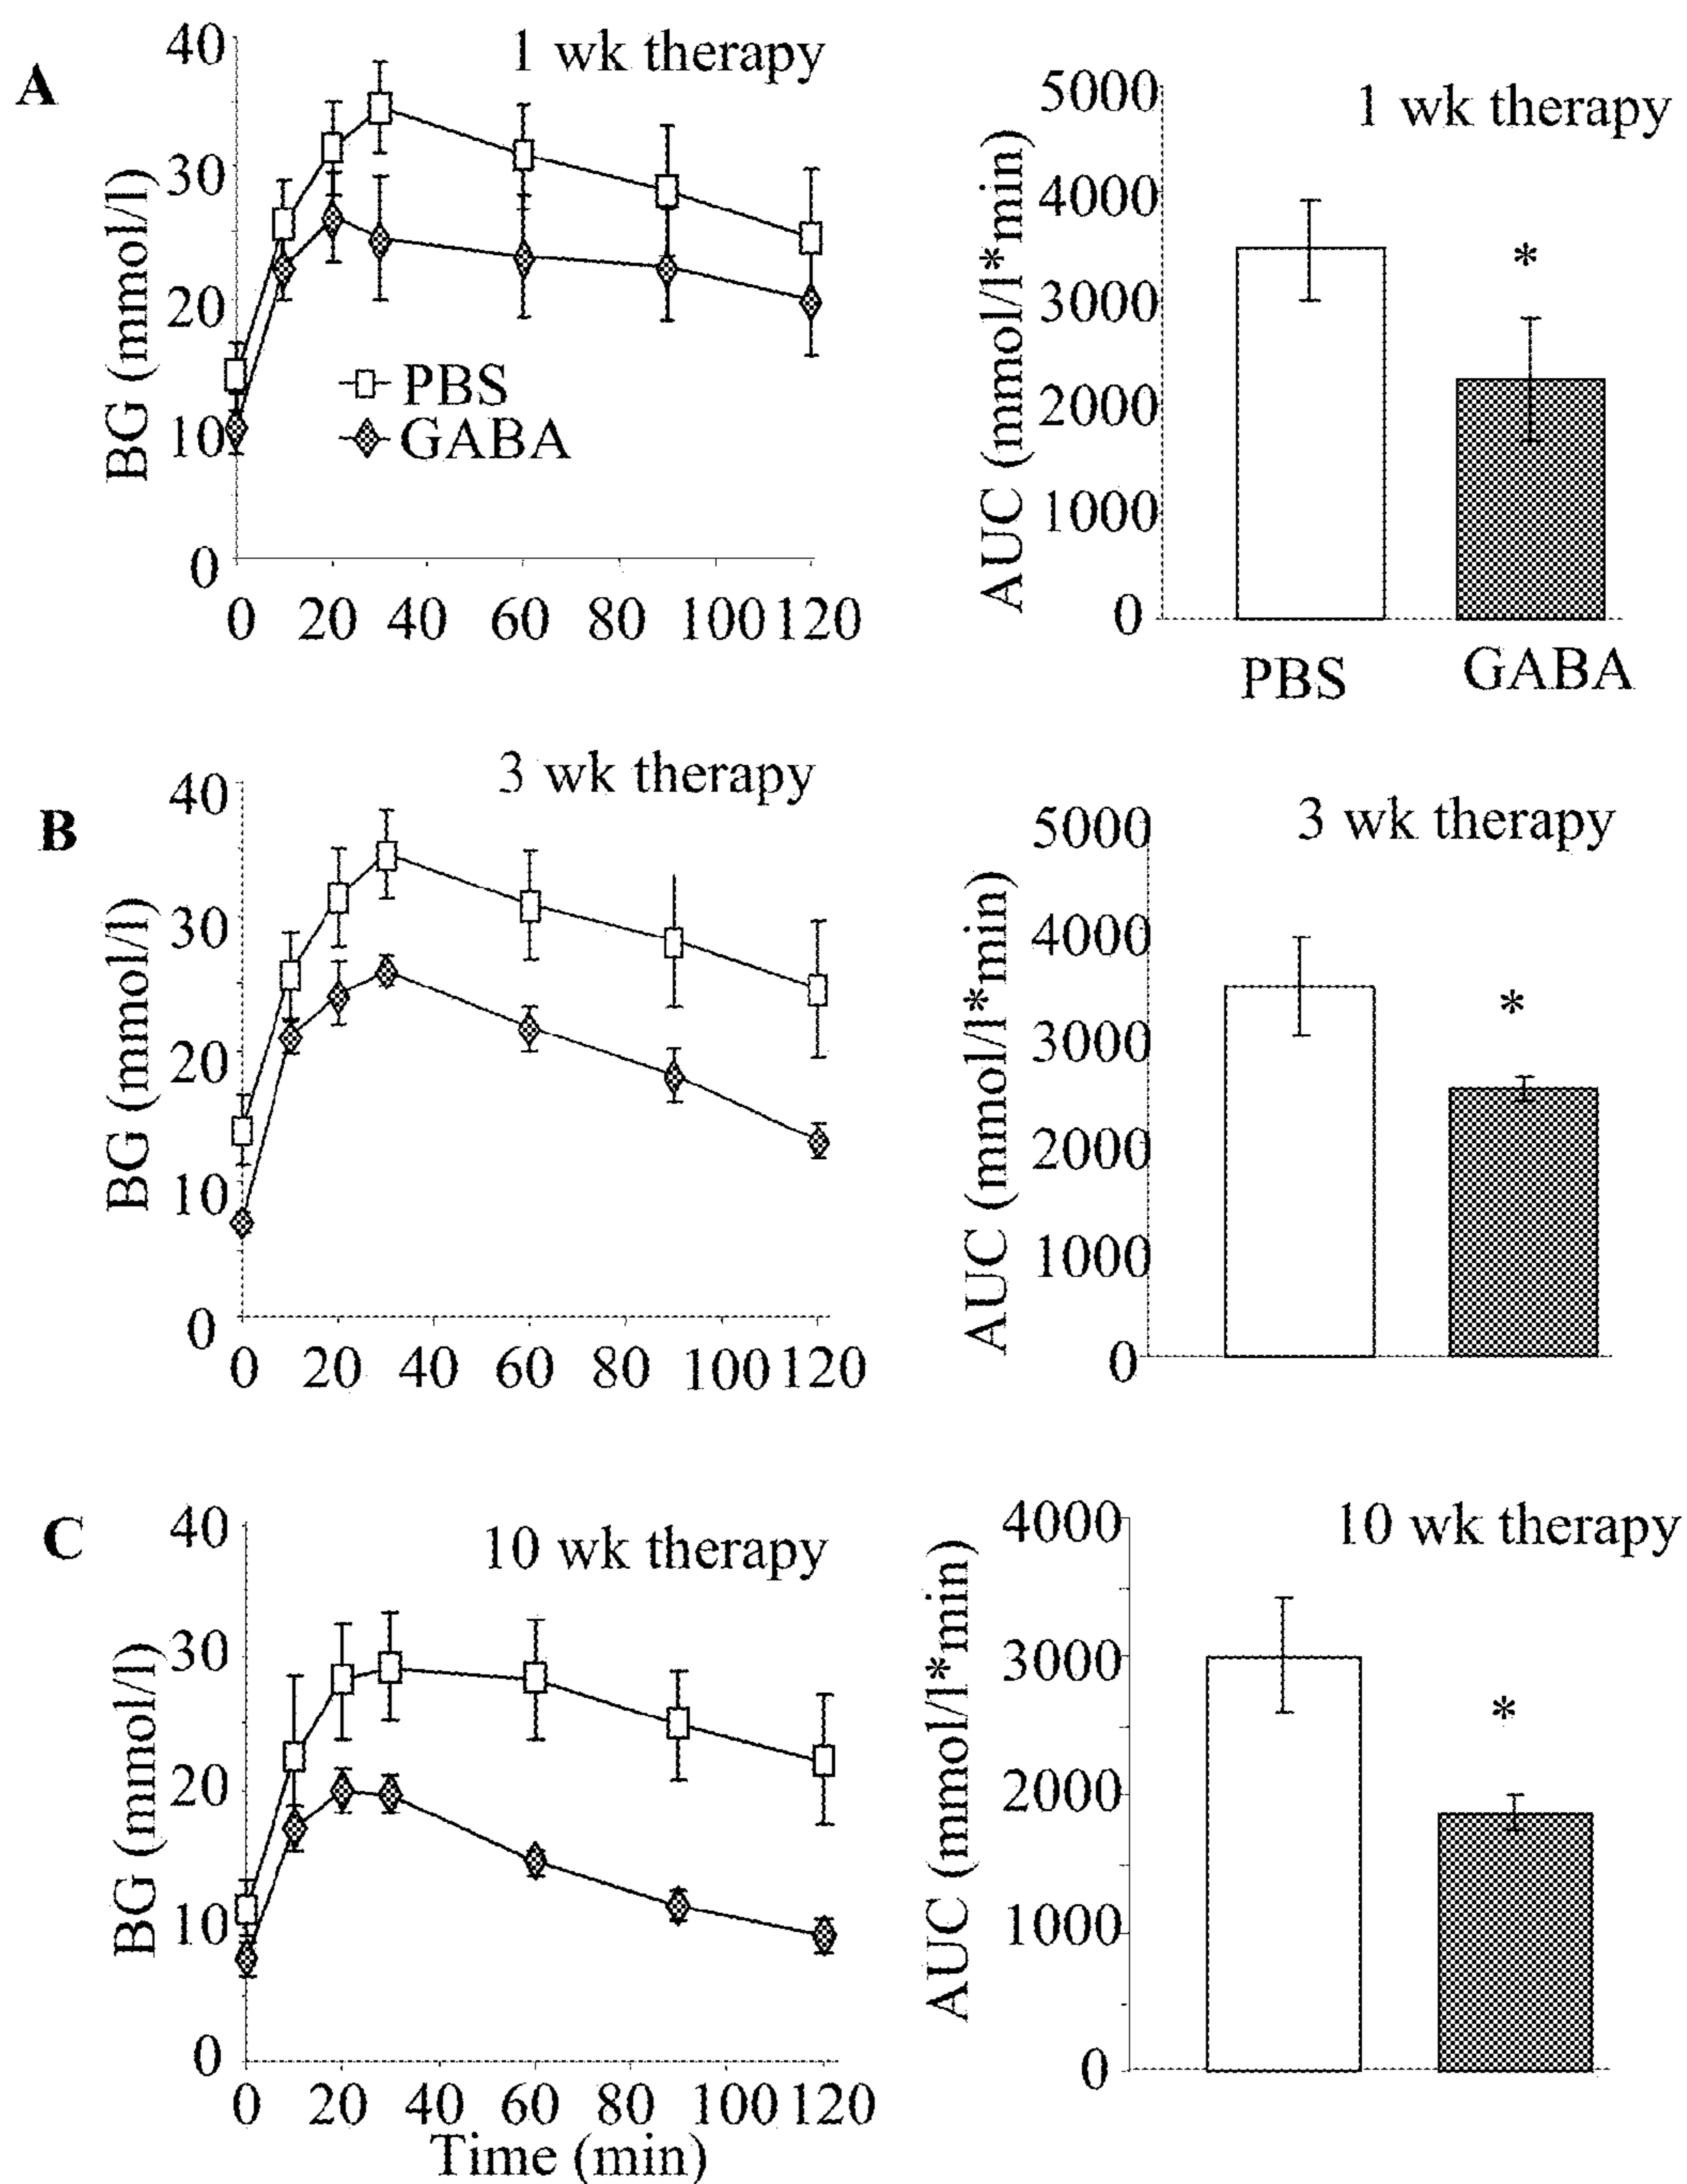 A
1 wk therapy
BG (mmol/l)
40
30
20
10
0
PBS
GABA
0 20 40 60 80 100 120
1 wk therapy
AUC (mmol/l*min)
5000
4000
3000
2000
1000
0
*
PBS GABA
B
3 wk therapy
BG (mmol/l)
40
30
20
10
0
0 20 40 60 80 100 120
3 wk therapy
AUC (mmol/l*min)
5000
4000
3000
2000
1000
0
*
C
10 wk therapy
BG (mmol/l)
40
30
20
10
0
0 20 40 60 80 100 120
Time (min)
10 wk therapy
AUC (mmol/l*min)
4000
3000
2000
1000
0
*